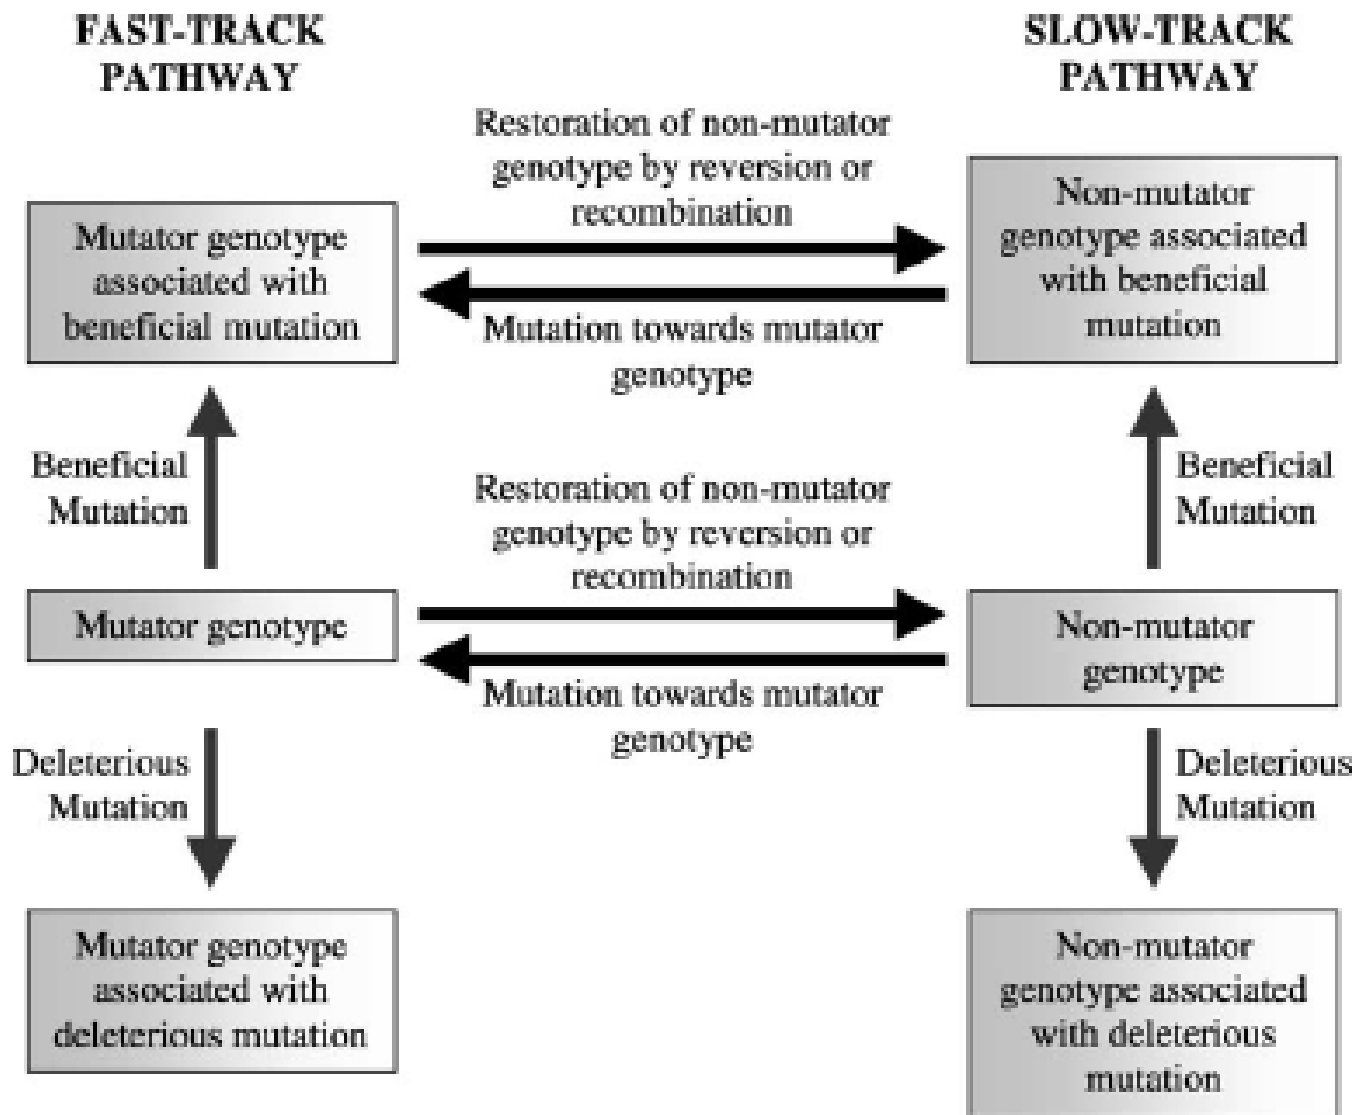 FAST-TRACK
PATHWAY
SLOW-TRACK
PATHWAY
Restoration of non-mutator
genotype by reversion or
recombination
Mutator genotype
associated with
beneficial mutation
Non-mutator
genotype associated
with beneficial
mutation
Mutation towards mutator
genotype
Beneficial
Mutation
Restoration of non-mutator
genotype by reversion or
recombination
Beneficial
Mutation
Mutator genotype
Non-mutator
genotype
Mutation towards mutator
genotype
Deleterious
Mutation
Deleterious
Mutation
Mutator genotype
associated with
deleterious mutation
Non-mutator
genotype associated
with deleterious
mutation